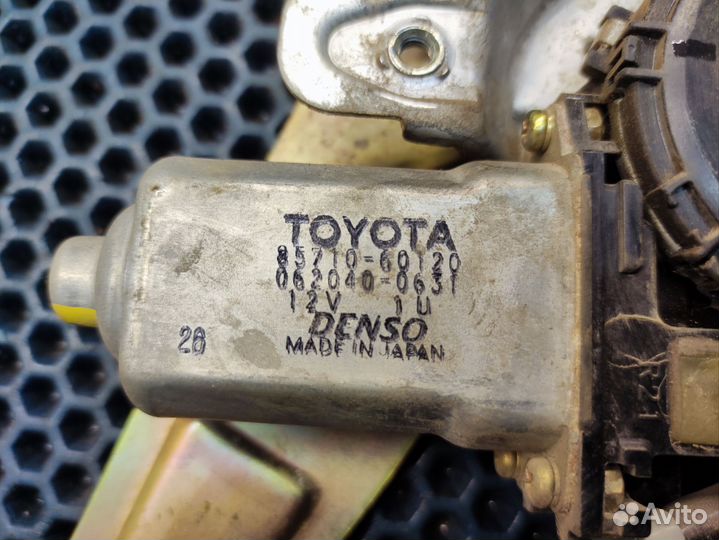 TOYOTA
85710-60120
062040-0631
12V 1U
DENSO
MADE IN JAPAN
28
Avito